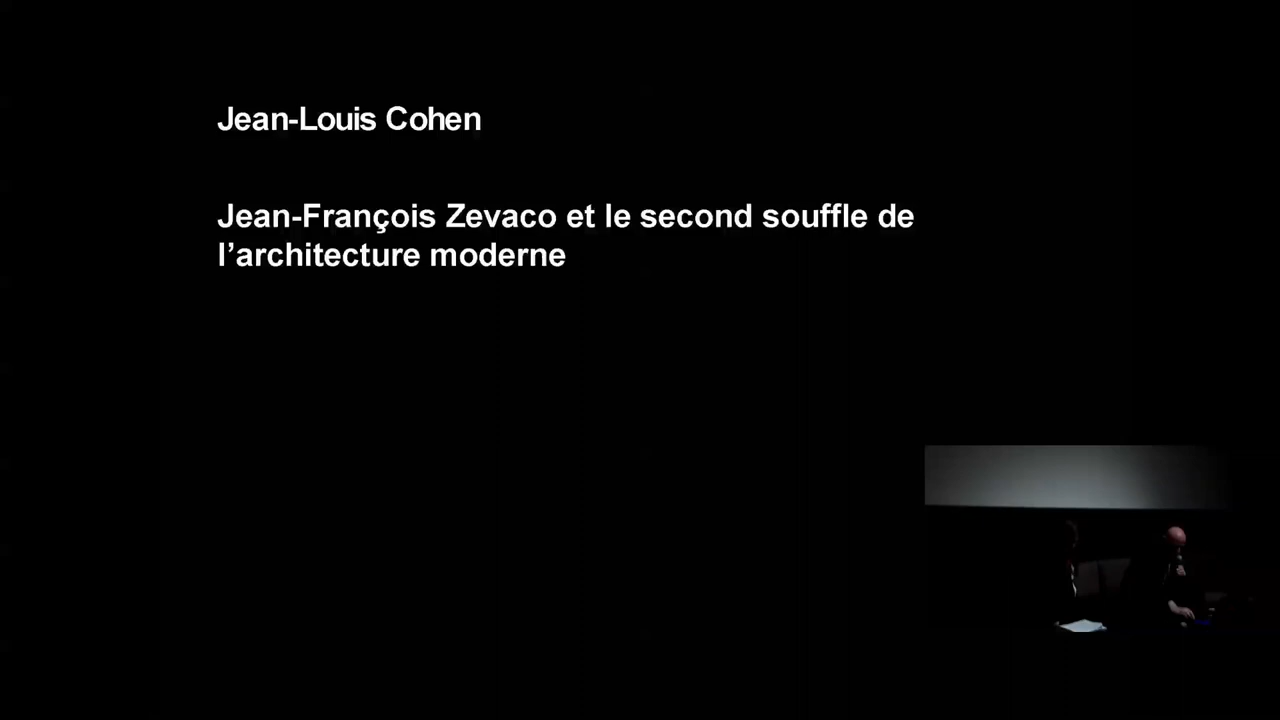 Jean-Louis Cohen
Jean-François Zevaco et le second souffle de
l’architecture moderne